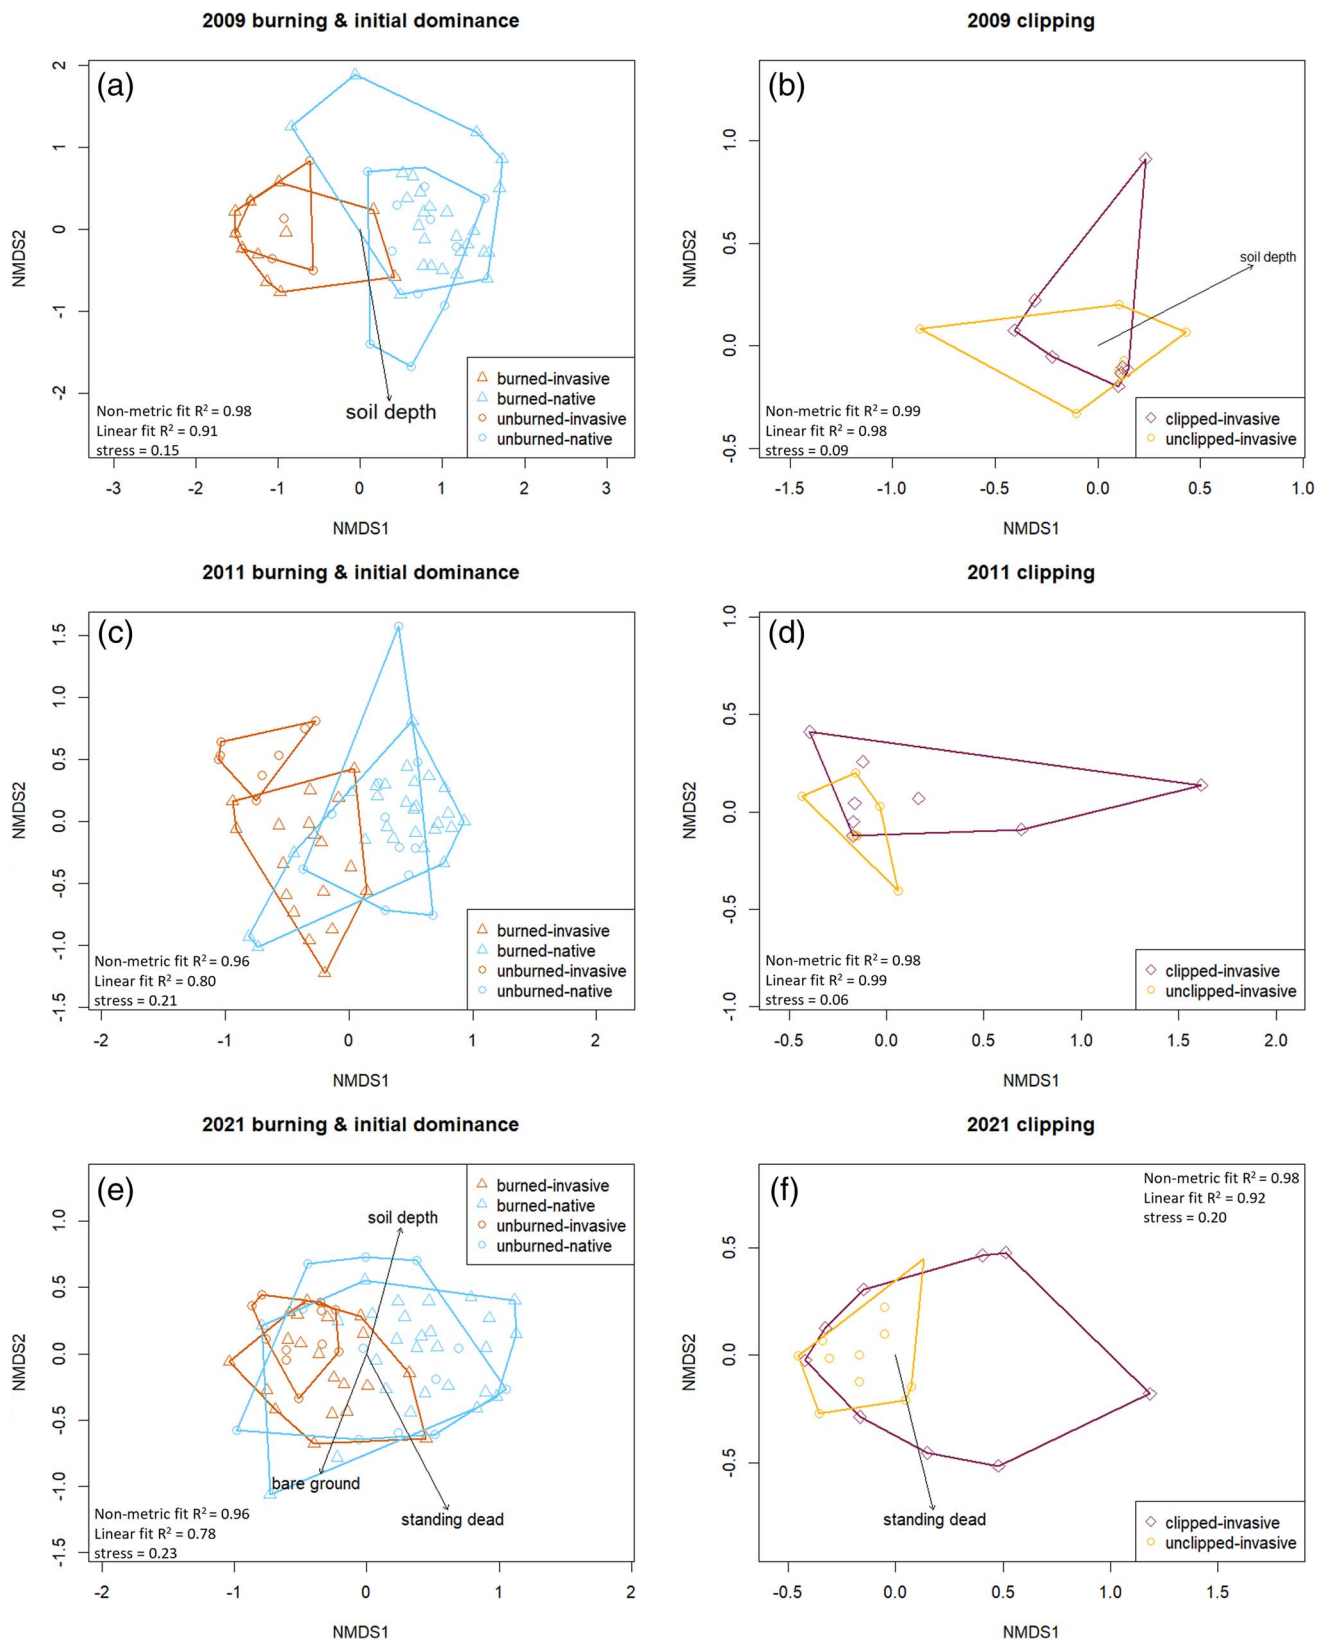 2009 burning & initial dominance
(a)
2
1
0
-1
-2
NMDS2
soil depth
Non-metric fit R² = 0.98
Linear fit R² = 0.91
stress = 0.15
burned-invasive
burned-native
unburned-invasive
unburned-native
-3 -2 -1 0 1 2 3
NMDS1
2009 clipping
(b)
1.0
0.5
0.0
-0.5
NMDS2
soil depth
Non-metric fit R² = 0.99
Linear fit R² = 0.98
stress = 0.09
clipped-invasive
unclipped-invasive
-1.5 -1.0 -0.5 0.0 0.5 1.0
NMDS1
2011 burning & initial dominance
(c)
1.5
1.0
0.5
0.0
-0.5
-1.0
-1.5
NMDS2
Non-metric fit R² = 0.96
Linear fit R² = 0.80
stress = 0.21
burned-invasive
burned-native
unburned-invasive
unburned-native
-2 -1 0 1 2
NMDS1
2011 clipping
(d)
1.0
0.5
0.0
-0.5
-1.0
NMDS2
Non-metric fit R² = 0.98
Linear fit R² = 0.99
stress = 0.06
clipped-invasive
unclipped-invasive
-0.5 0.0 0.5 1.0 1.5 2.0
NMDS1
2021 burning & initial dominance
(e)
1.0
0.5
0.0
-0.5
-1.0
-1.5
NMDS2
burned-invasive
burned-native
unburned-invasive
unburned-native
soil depth
bare ground
standing dead
Non-metric fit R² = 0.96
Linear fit R² = 0.78
stress = 0.23
-2 -1 0 1 2
NMDS1
2021 clipping
(f)
0.5
0.0
-0.5
NMDS2
Non-metric fit R² = 0.98
Linear fit R² = 0.92
stress = 0.20
standing dead
clipped-invasive
unclipped-invasive
-0.5 0.0 0.5 1.0 1.5
NMDS1